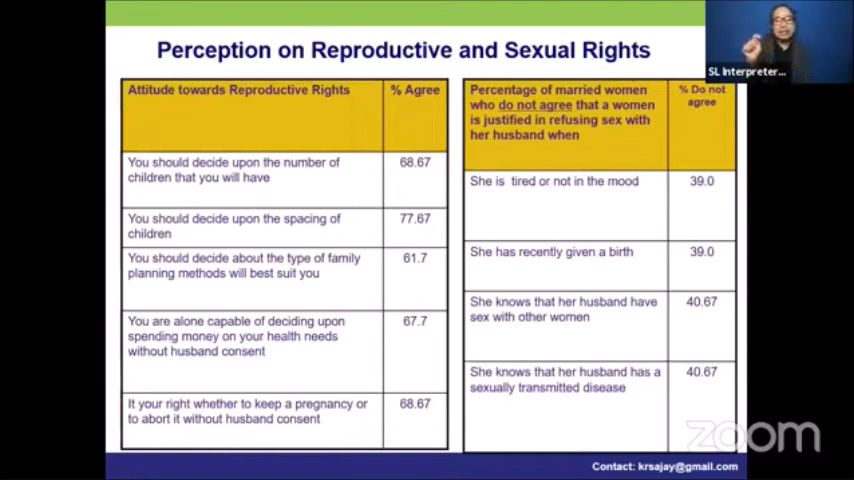 Perception on Reproductive and Sexual Rights
SL Interpreter...
Attitude towards Reproductive Rights
% Agree
You should decide upon the number of
children that you will have
68.67
You should decide upon the spacing of
children
77.67
You should decide about the type of family
planning methods will best suit you
61.7
You are alone capable of deciding upon
spending money on your health needs
without husband consent
67.7
It your right whether to keep a pregnancy or
to abort it without husband consent
68.67
Percentage of married women
who do not agree that a women
is justified in refusing sex with
her husband when
% Do not
agree
She is tired or not in the mood
39.0
She has recently given a birth
39.0
She knows that her husband have
sex with other women
40.67
She knows that her husband has a
sexually transmitted disease
40.67
zoom
Contact: krsajay@gmail.com